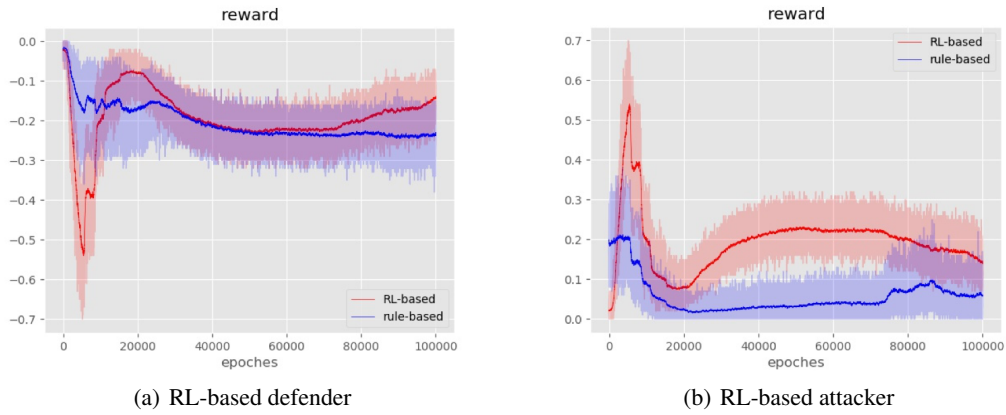 reward
0.0
−0.1
−0.2
−0.3
−0.4
−0.5
−0.6
−0.7
RL-based
rule-based
0 20000 40000 60000 80000 100000
epoches
(a) RL-based defender
reward
0.7
0.6
0.5
0.4
0.3
0.2
0.1
0.0
RL-based
rule-based
0 20000 40000 60000 80000 100000
epoches
(b) RL-based attacker